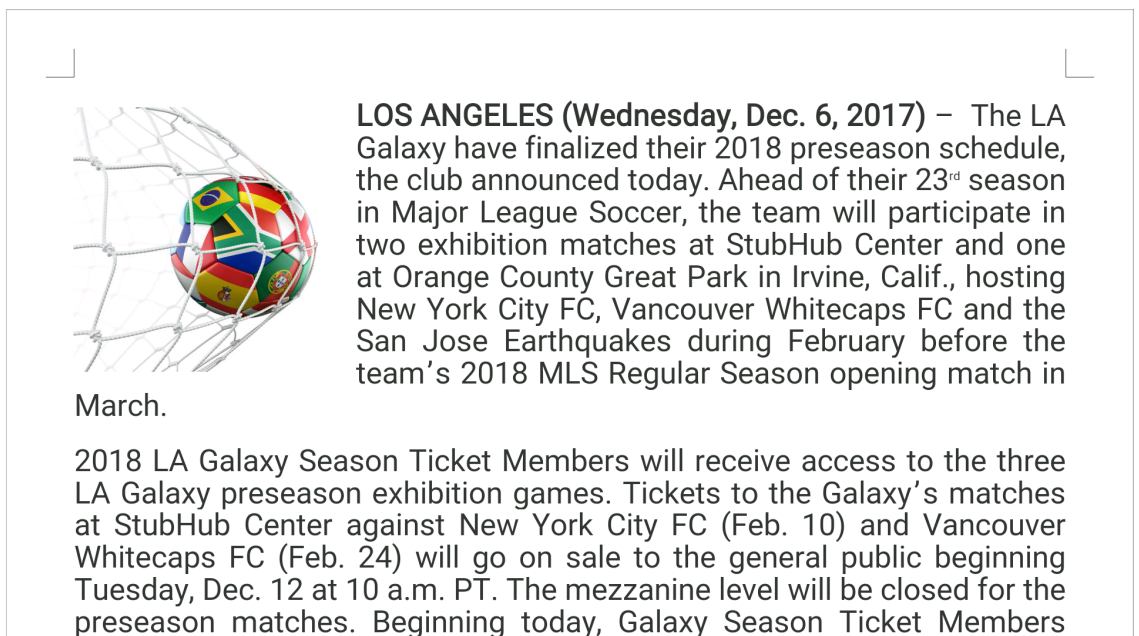 LOS ANGELES (Wednesday, Dec. 6, 2017) – The LA
Galaxy have finalized their 2018 preseason schedule,
the club announced today. Ahead of their 23rd season
in Major League Soccer, the team will participate in
two exhibition matches at StubHub Center and one
at Orange County Great Park in Irvine, Calif., hosting
New York City FC, Vancouver Whitecaps FC and the
San Jose Earthquakes during February before the
team’s 2018 MLS Regular Season opening match in
March.
2018 LA Galaxy Season Ticket Members will receive access to the three
LA Galaxy preseason exhibition games. Tickets to the Galaxy’s matches
at StubHub Center against New York City FC (Feb. 10) and Vancouver
Whitecaps FC (Feb. 24) will go on sale to the general public beginning
Tuesday, Dec. 12 at 10 a.m. PT. The mezzanine level will be closed for the
preseason matches. Beginning today, Galaxy Season Ticket Members